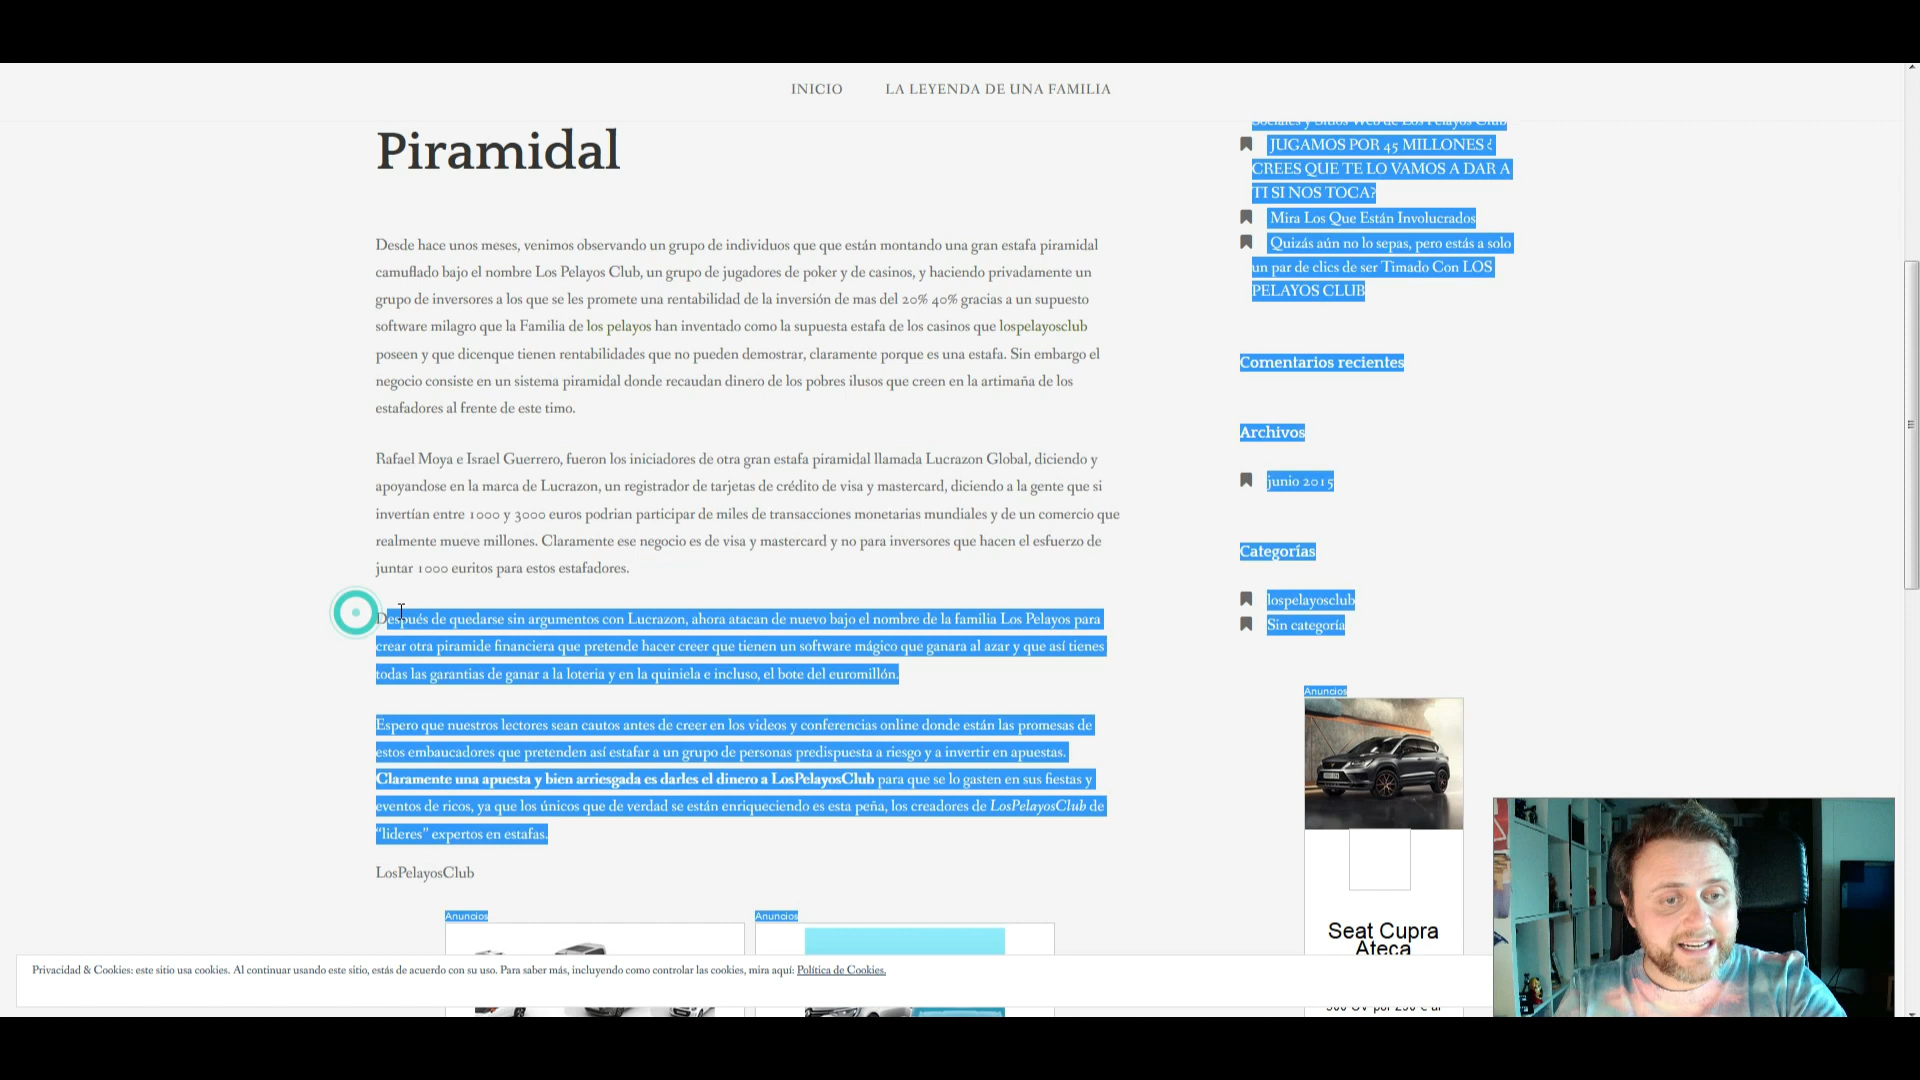 INICIO
LA LEYENDA DE UNA FAMILIA
Piramidal
Desde hace unos meses, venimos observando un grupo de individuos que que están montando una gran estafa piramidal
camuflado bajo el nombre Los Pelayos Club, un grupo de jugadores de poker y de casinos, y haciendo privadamente un
grupo de inversores a los que se les promete una rentabilidad de la inversión de mas del 20% 40% gracias a un supuesto
software milagro que la Familia de los pelayos han inventado como la supuesta estafa de los casinos que lospelayosclub
poseen y que dicenque tienen rentabilidades que no pueden demostrar, claramente porque es una estafa. Sin embargo el
negocio consiste en un sistema piramidal donde recaudan dinero de los pobres ilusos que creen en la artimaña de los
estafadores al frente de este timo.
Rafael Moya e Israel Guerrero, fueron los iniciadores de otra gran estafa piramidal llamada Lucrazon Global, diciendo y
apoyandose en la marca de Lucrazon, un registrador de tarjetas de crédito de visa y mastercard, diciendo a la gente que si
invertían entre 1000 y 3000 euros podrian participar de miles de transacciones monetarias mundiales y de un comercio que
realmente mueve millones. Claramente ese negocio es de visa y mastercard y no para inversores que hacen el esfuerzo de
juntar 1000 euritos para estos estafadores.
Después de quedarse sin argumentos con Lucrazon, ahora atacan de nuevo bajo el nombre de la familia Los Pelayos para
crear otra piramide financiera que pretende hacer creer que tienen un software mágico que ganara al azar y que así tienes
todas las garantias de ganar a la loteria y en la quiniela e incluso, el bote del euromillón.
Espero que nuestros lectores sean cautos antes de creer en los videos y conferencias online donde están las promesas de
estos embaucadores que pretenden así estafar a un grupo de personas predispuesta a riesgo y a invertir en apuestas.
Claramente una apuesta y bien arriesgada es darles el dinero a LosPelayosClub para que se lo gasten en sus fiestas y
eventos de ricos, ya que los únicos que de verdad se están enriqueciendo es esta peña, los creadores de LosPelayosClub de
“lideres” expertos en estafas.
LosPelayosClub
Anuncios
Anuncios
Sociales y Sitios Web de Los Pelayos Club
JUGAMOS POR 45 MILLONES ¿
CREES QUE TE LO VAMOS A DAR A
TI SI NOS TOCA?
Mira Los Que Están Involucrados
Quizás aún no lo sepas, pero estás a solo
un par de clics de ser Timado Con LOS
PELAYOS CLUB
Comentarios recientes
Archivos
junio 2015
Categorías
lospelayosclub
Sin categoría
Anuncios
Seat Cupra
Ateca
Privacidad & Cookies: este sitio usa cookies. Al continuar usando este sitio, estás de acuerdo con su uso. Para saber más, incluyendo como controlar las cookies, mira aquí: Política de Cookies.